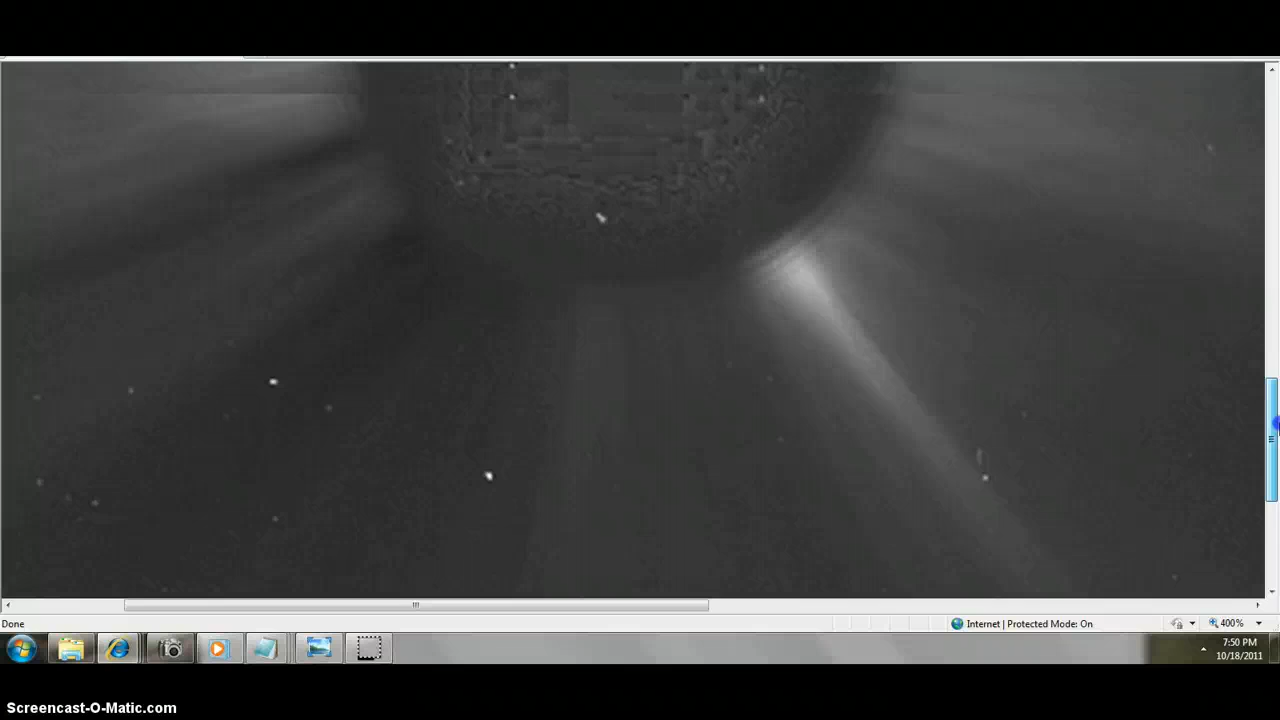 Done
Internet | Protected Mode: On
400%
7:50 PM
10/18/2011
Screencast-O-Matic.com